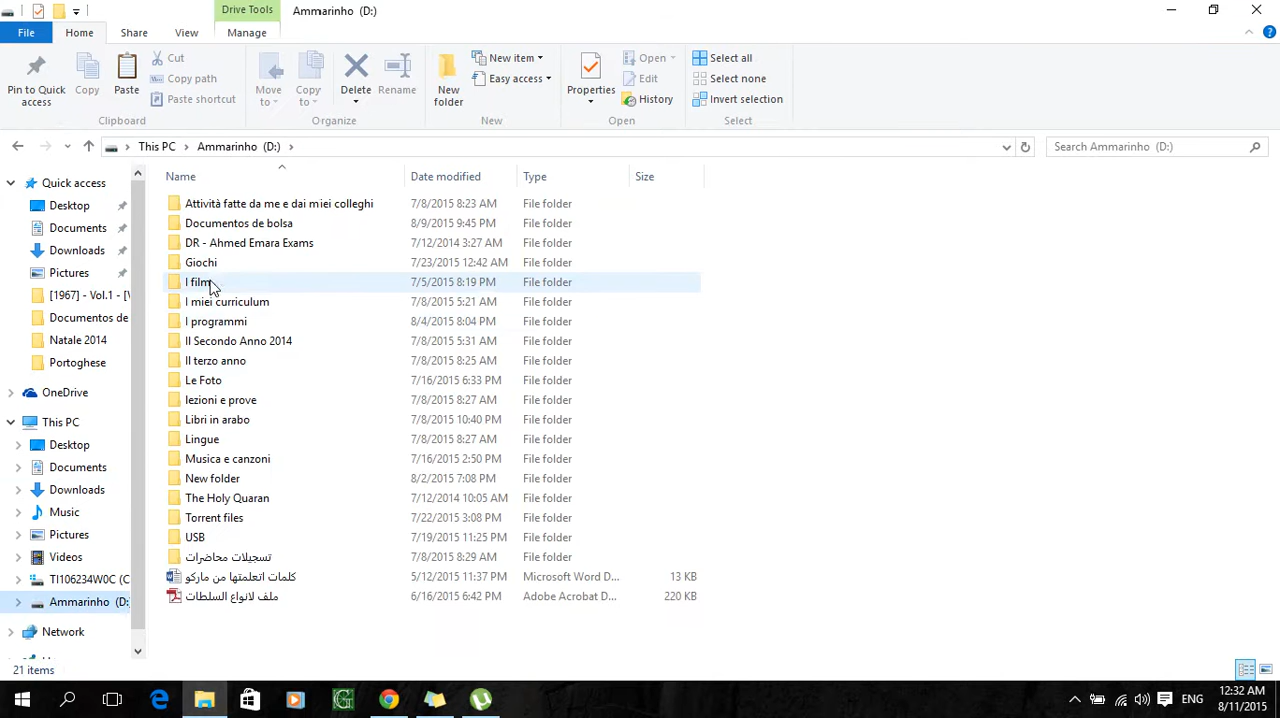 Drive Tools
Ammarinho (D:)
File
Home
Share
View
Manage
Pin to Quick access
Copy
Paste
Cut
Copy path
Paste shortcut
Clipboard
Move to
Copy to
Delete
Rename
Organize
New folder
New item
Easy access
New
Properties
Open
Edit
History
Open
Select all
Select none
Invert selection
Select
This PC
Ammarinho (D:)
Search Ammarinho (D:)
Name
Date modified
Type
Size
Quick access
Desktop
Documents
Downloads
Pictures
[1967] - Vol.1 - [
Documentos de
Natale 2014
Portoghese
OneDrive
This PC
Desktop
Documents
Downloads
Music
Pictures
Videos
TI106234W0C (C
Ammarinho (D:
Network
Attività fatte da me e dai miei colleghi 7/8/2015 8:23 AM File folder
Documentos de bolsa 8/9/2015 9:45 PM File folder
DR - Ahmed Emara Exams 7/12/2014 3:27 AM File folder
Giochi 7/23/2015 12:42 AM File folder
I film 7/5/2015 8:19 PM File folder
I miei curriculum 7/8/2015 5:21 AM File folder
I programmi 8/4/2015 8:04 PM File folder
Il Secondo Anno 2014 7/8/2015 5:31 AM File folder
Il terzo anno 7/8/2015 8:25 AM File folder
Le Foto 7/16/2015 6:33 PM File folder
lezioni e prove 7/8/2015 8:27 AM File folder
Libri in arabo 7/8/2015 10:40 PM File folder
Lingue 7/8/2015 8:27 AM File folder
Musica e canzoni 7/16/2015 2:50 PM File folder
New folder 8/2/2015 7:08 PM File folder
The Holy Quaran 7/12/2014 10:05 AM File folder
Torrent files 7/22/2015 3:08 PM File folder
USB 7/19/2015 11:25 PM File folder
تسجيلات محاضرات 7/8/2015 8:29 AM File folder
كلمات اتعلمتها من ماركو 5/12/2015 11:37 PM Microsoft Word D... 13 KB
ملف لانواع السلطات 6/16/2015 6:42 PM Adobe Acrobat D... 220 KB
21 items
ENG
12:32 AM
8/11/2015